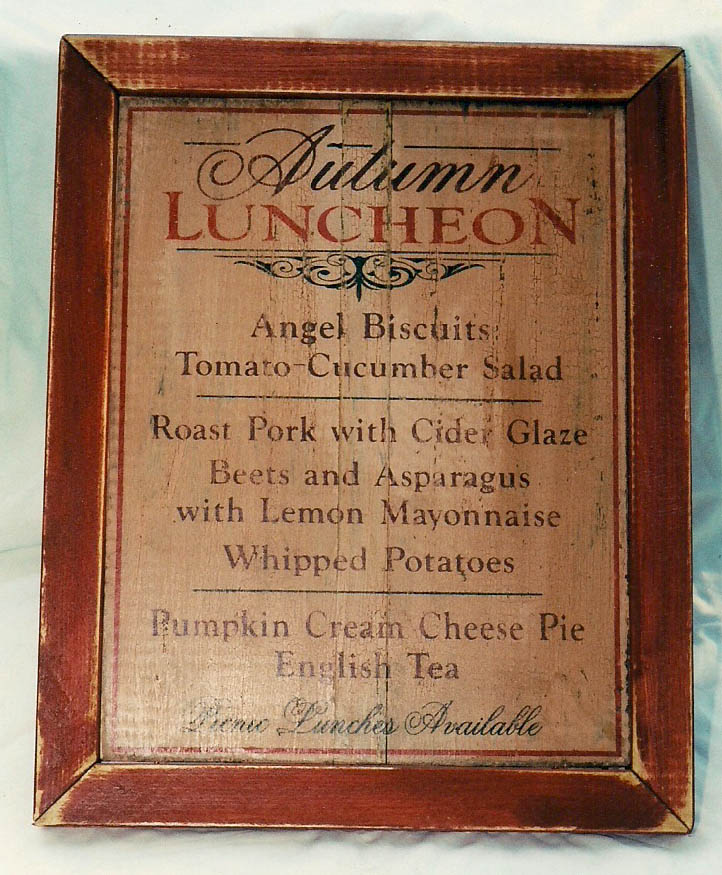 Autumn
LUNCHEON
Angel Biscuits
Tomato-Cucumber Salad
Roast Pork with Cider Glaze
Beets and Asparagus
with Lemon Mayonnaise
Whipped Potatoes
Pumpkin Cream Cheese Pie
English Tea
Picnic Lunches Available